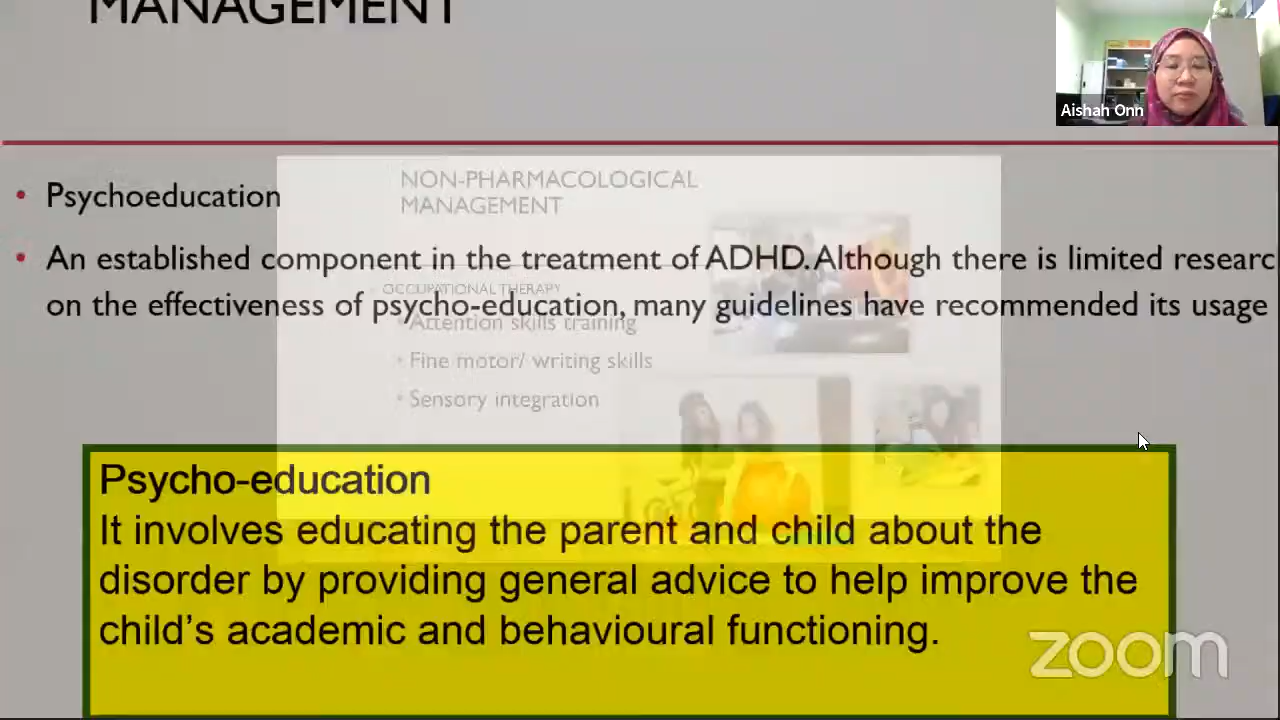 MANAGEMENT
Aishah Onn
• Psychoeducation
• An established component in the treatment of ADHD. Although there is limited researc
on the effectiveness of psycho-education, many guidelines have recommended its usage
NON-PHARMACOLOGICAL
MANAGEMENT
OCCUPATIONAL THERAPY
• Attention skills training
• Fine motor/ writing skills
• Sensory integration
Psycho-education
It involves educating the parent and child about the
disorder by providing general advice to help improve the
child's academic and behavioural functioning.
zoom